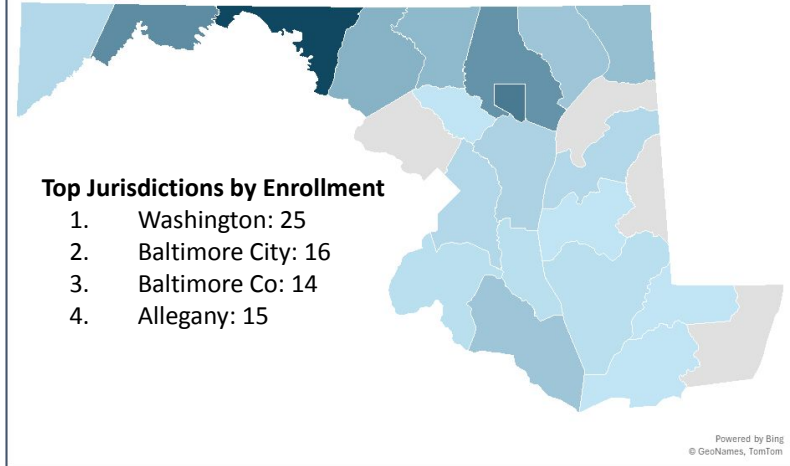 Top Jurisdictions by Enrollment
1. Washington: 25
2. Baltimore City: 16
3. Baltimore Co: 14
4. Allegany: 15
Powered by Bing
© GeoNames, TomTom